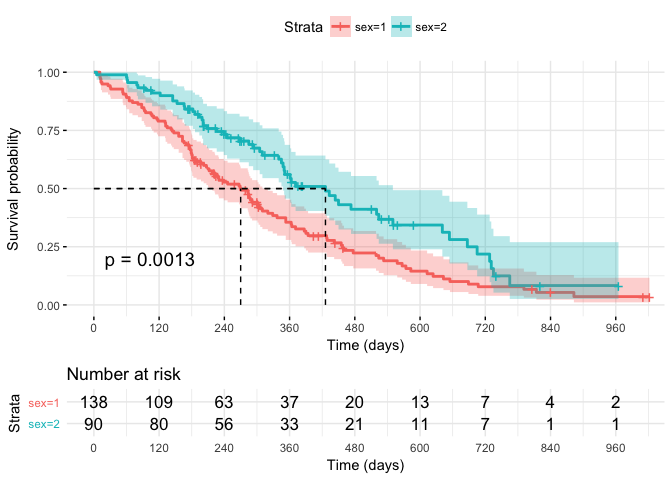 Strata sex=1 sex=2
Survival probability
1.00
0.75
0.50
0.25
0.00
p = 0.0013
0 120 240 360 480 600 720 840 960
Time (days)
Number at risk
Strata
sex=1 138 109 63 37 20 13 7 4 2
sex=2 90 80 56 33 21 11 7 1 1
0 120 240 360 480 600 720 840 960
Time (days)